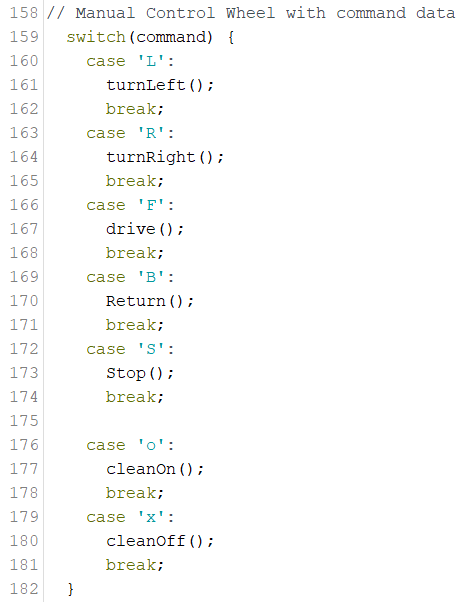 158 // Manual Control Wheel with command data
159   switch(command) {
160     case 'L':
161       turnLeft();
162       break;
163     case 'R':
164       turnRight();
165       break;
166     case 'F':
167       drive();
168       break;
169     case 'B':
170       Return();
171       break;
172     case 'S':
173       Stop();
174       break;
175
176     case 'o':
177       cleanOn();
178       break;
179     case 'x':
180       cleanOff();
181       break;
182   }